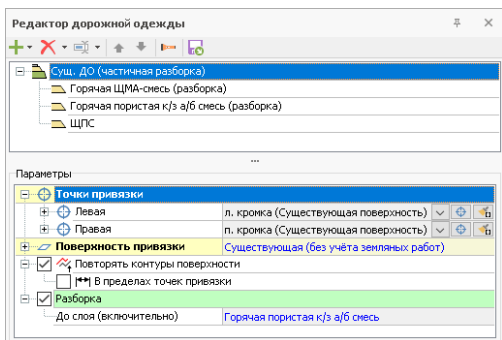 Редактор дорожной одежды
Сущ. ДО (частичная разборка)
Горячая ЩМА-смесь (разборка)
Горячая пористая к/з а/б смесь (разборка)
ЩПС
...
Параметры
Точки привязки
Левая л. кромка (Существующая поверхность)
Правая п. кромка (Существующая поверхность)
Поверхность привязки Существующая (без учёта земляных работ)
Повторять контуры поверхности
В пределах точек привязки
Разборка
До слоя (включительно) Горячая пористая к/з а/б смесь